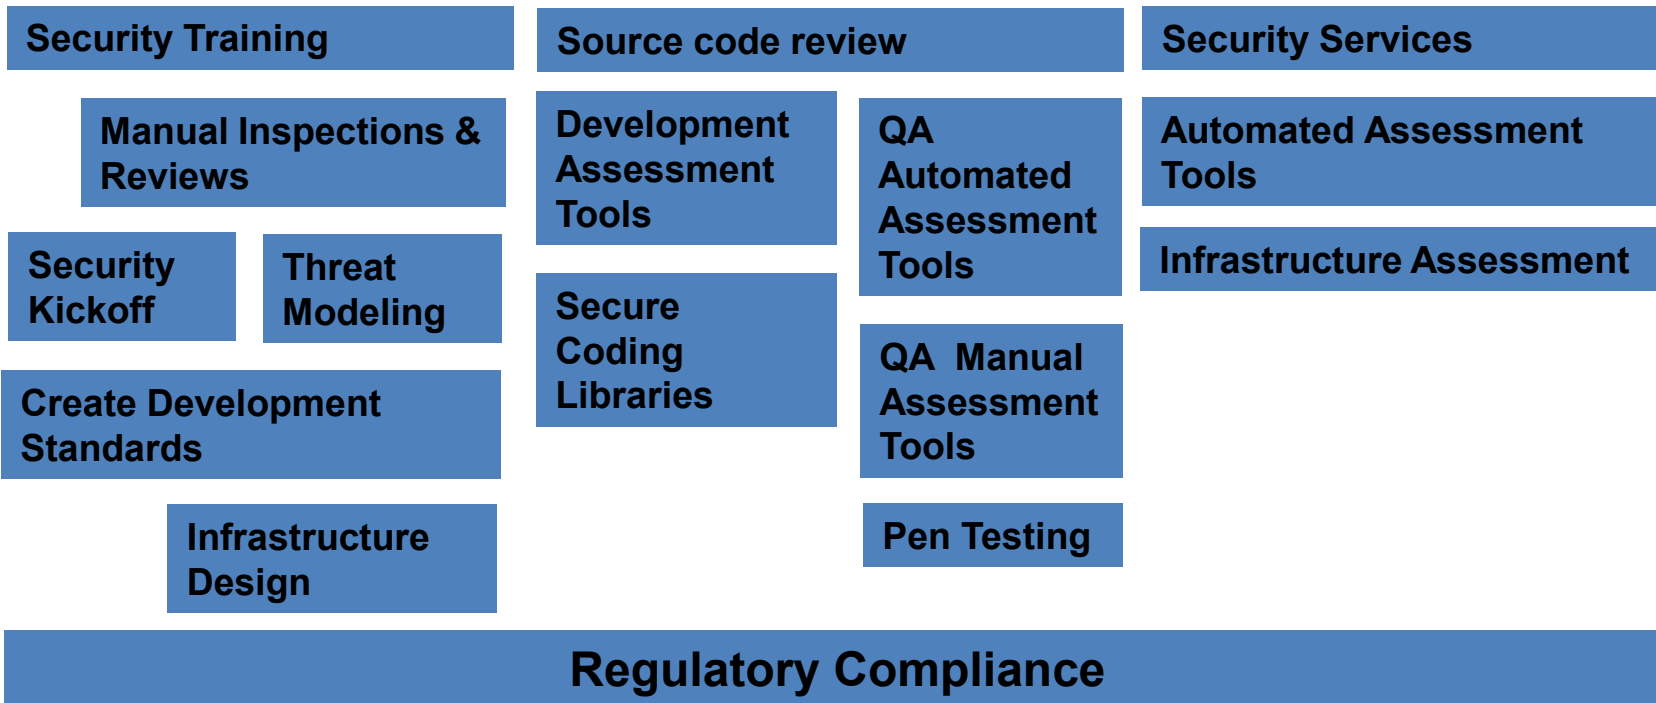 Security Training
Source code review
Security Services
Manual Inspections &
Reviews
Development
Assessment
Tools
QA
Automated
Assessment
Tools
Automated Assessment
Tools
Security
Kickoff
Threat
Modeling
Infrastructure Assessment
Secure
Coding
Libraries
QA  Manual
Assessment
Tools
Create Development
Standards
Infrastructure
Design
Pen Testing
Regulatory Compliance